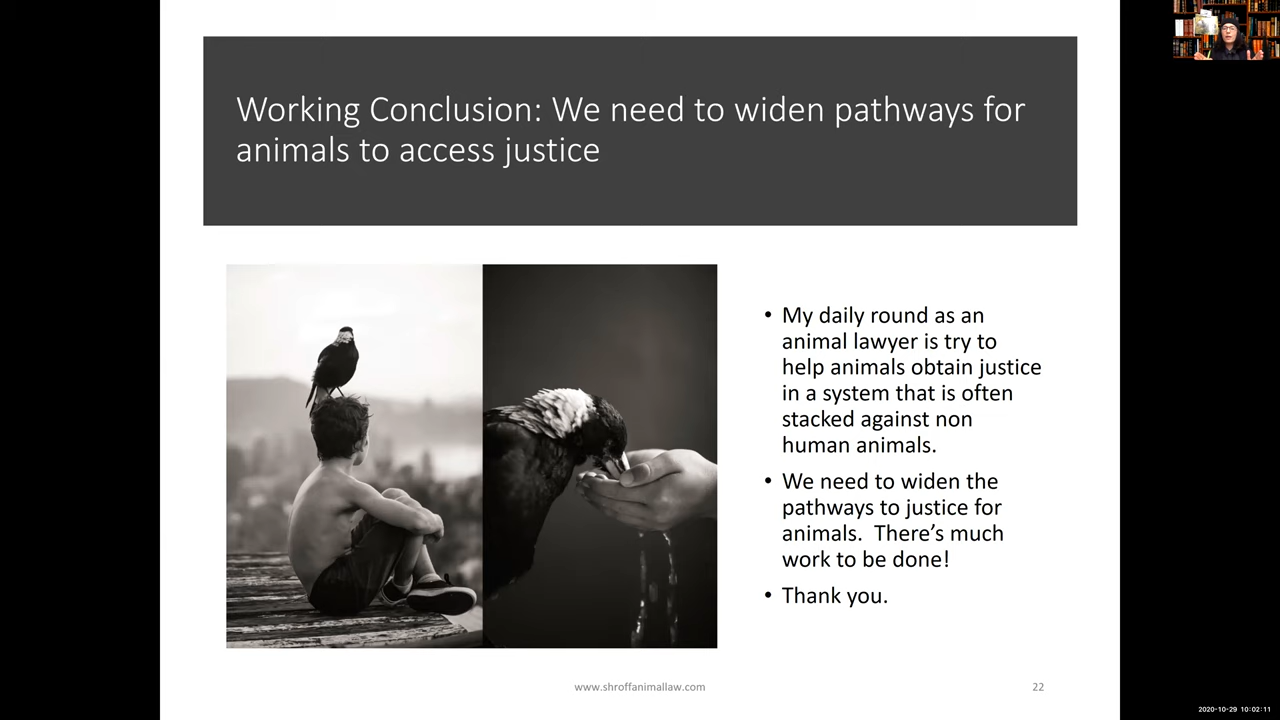 Working Conclusion: We need to widen pathways for
animals to access justice
• My daily round as an
animal lawyer is try to
help animals obtain justice
in a system that is often
stacked against non
human animals.
• We need to widen the
pathways to justice for
animals.  There’s much
work to be done!
• Thank you.
www.shroffanimallaw.com
22
2020-10-29 10:02:11